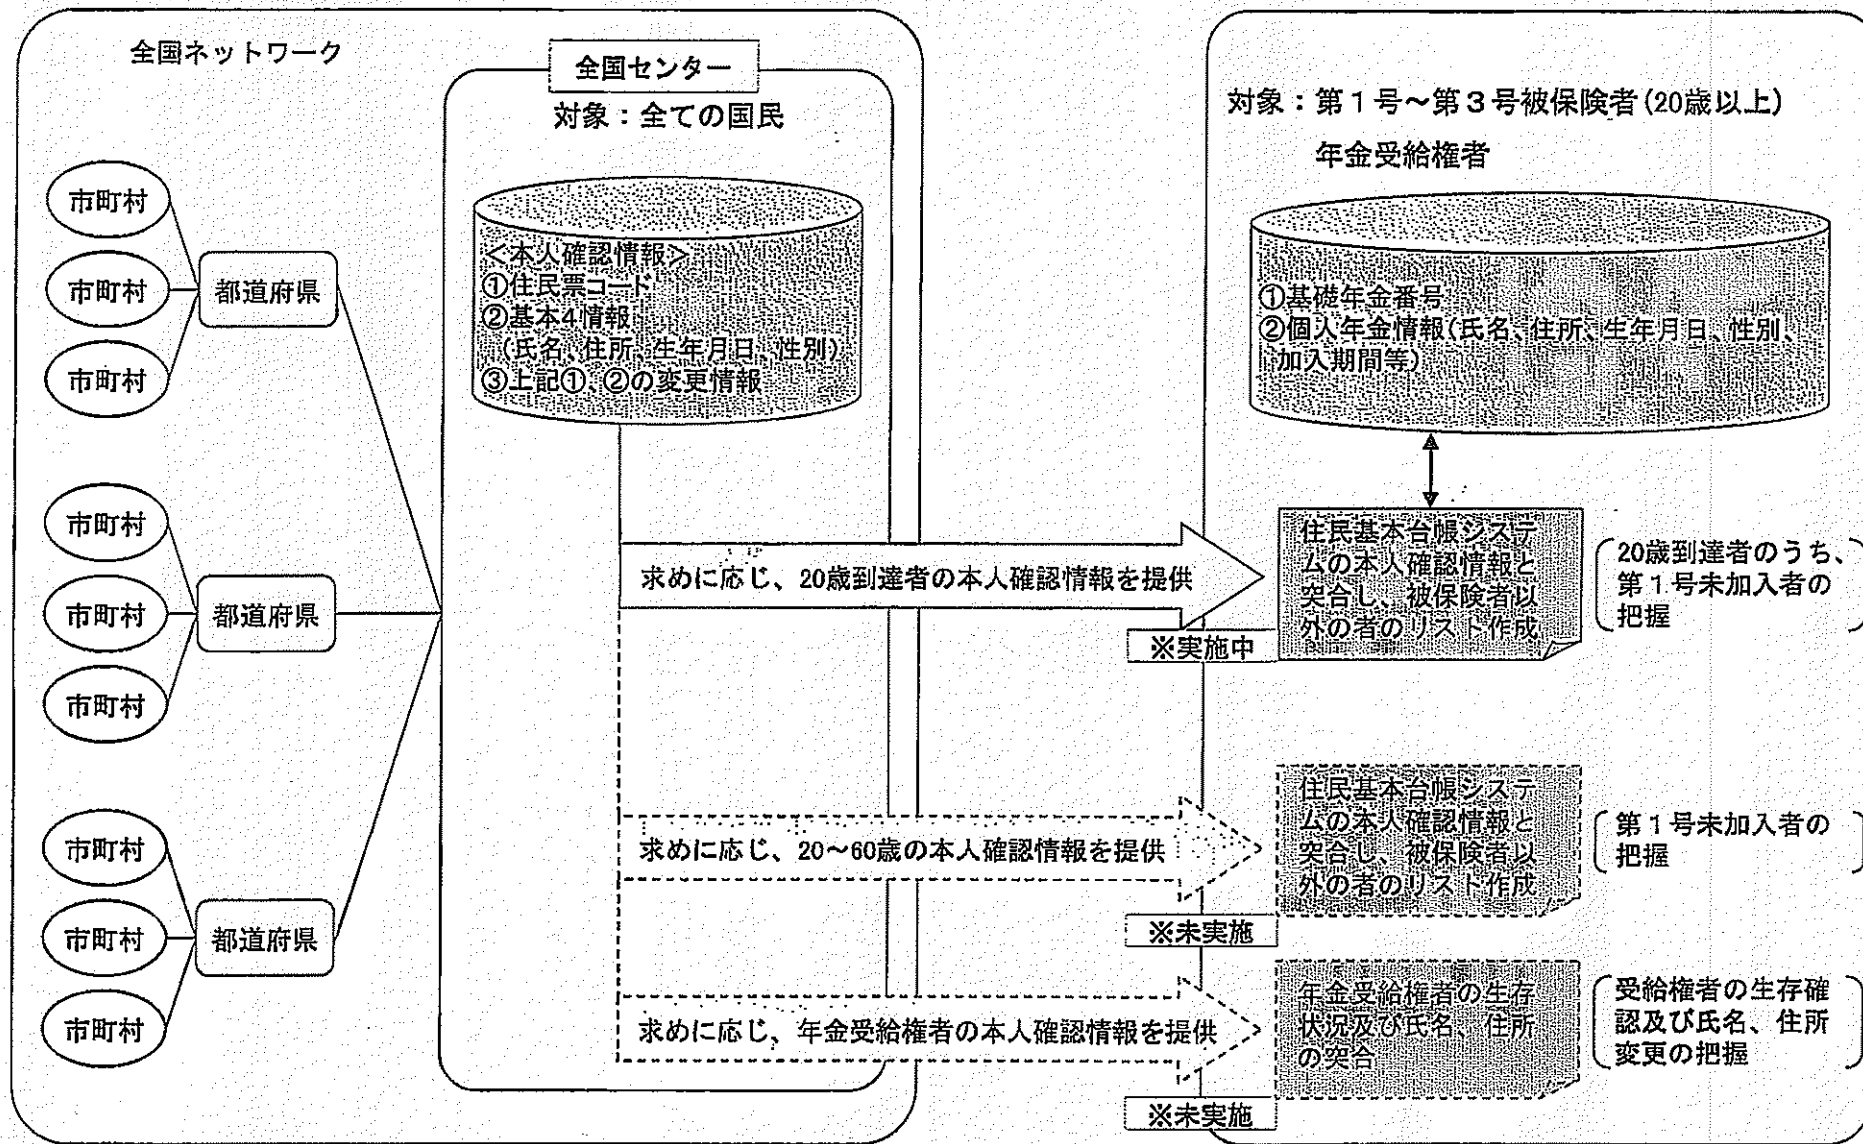 全国ネットワーク
全国センター
対象：全ての国民
市町村
市町村
市町村
都道府県
市町村
市町村
市町村
都道府県
市町村
市町村
市町村
都道府県
＜本人確認情報＞
①住民票コード
②基本4情報
（氏名、住所、生年月日、性別）
③上記①、②の変更情報
対象：第１号～第３号被保険者(20歳以上)
年金受給権者
①基礎年金番号
②個人年金情報(氏名、住所、生年月日、性別、
加入期間等)
求めに応じ、20歳到達者の本人確認情報を提供
※実施中
住民基本台帳システ
ムの本人確認情報と
突合し、被保険者以
外の者のリスト作成
20歳到達者のうち、
第１号未加入者の
把握
求めに応じ、20～60歳の本人確認情報を提供
※未実施
住民基本台帳システ
ムの本人確認情報と
突合し、被保険者以
外の者のリスト作成
第１号未加入者の
把握
求めに応じ、年金受給権者の本人確認情報を提供
※未実施
年金受給権者の生存
状況及び氏名、住所
の突合
受給権者の生存確
認及び氏名、住所
変更の把握